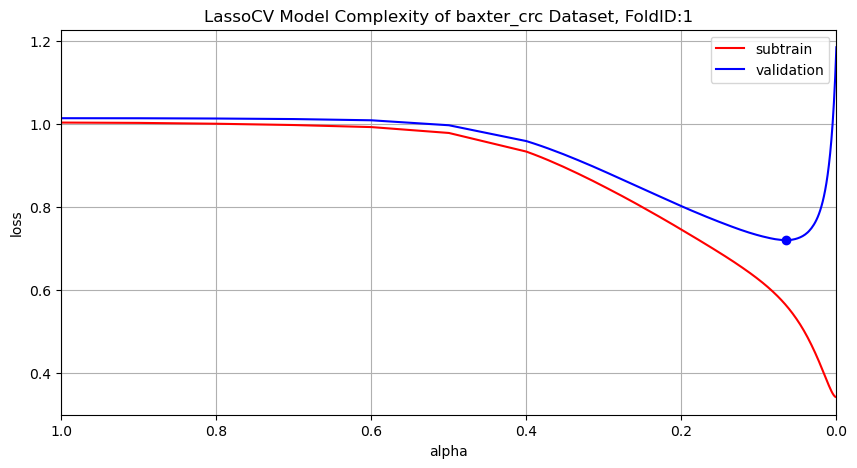 LassoCV Model Complexity of baxter_crc Dataset, FoldID:1
subtrain
validation
loss
1.2
1.0
0.8
0.6
0.4
1.0
0.8
0.6
0.4
0.2
0.0
alpha